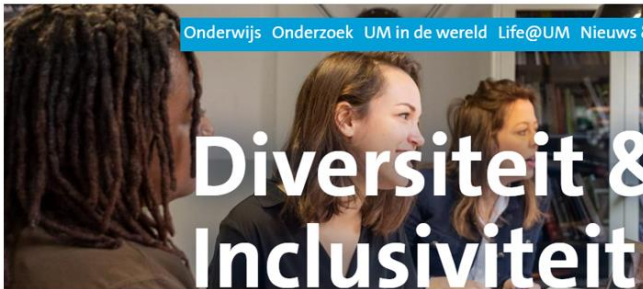 Onderwijs Onderzoek UM in de wereld Life@UM Nieuws
Diversiteit &
Inclusiviteit